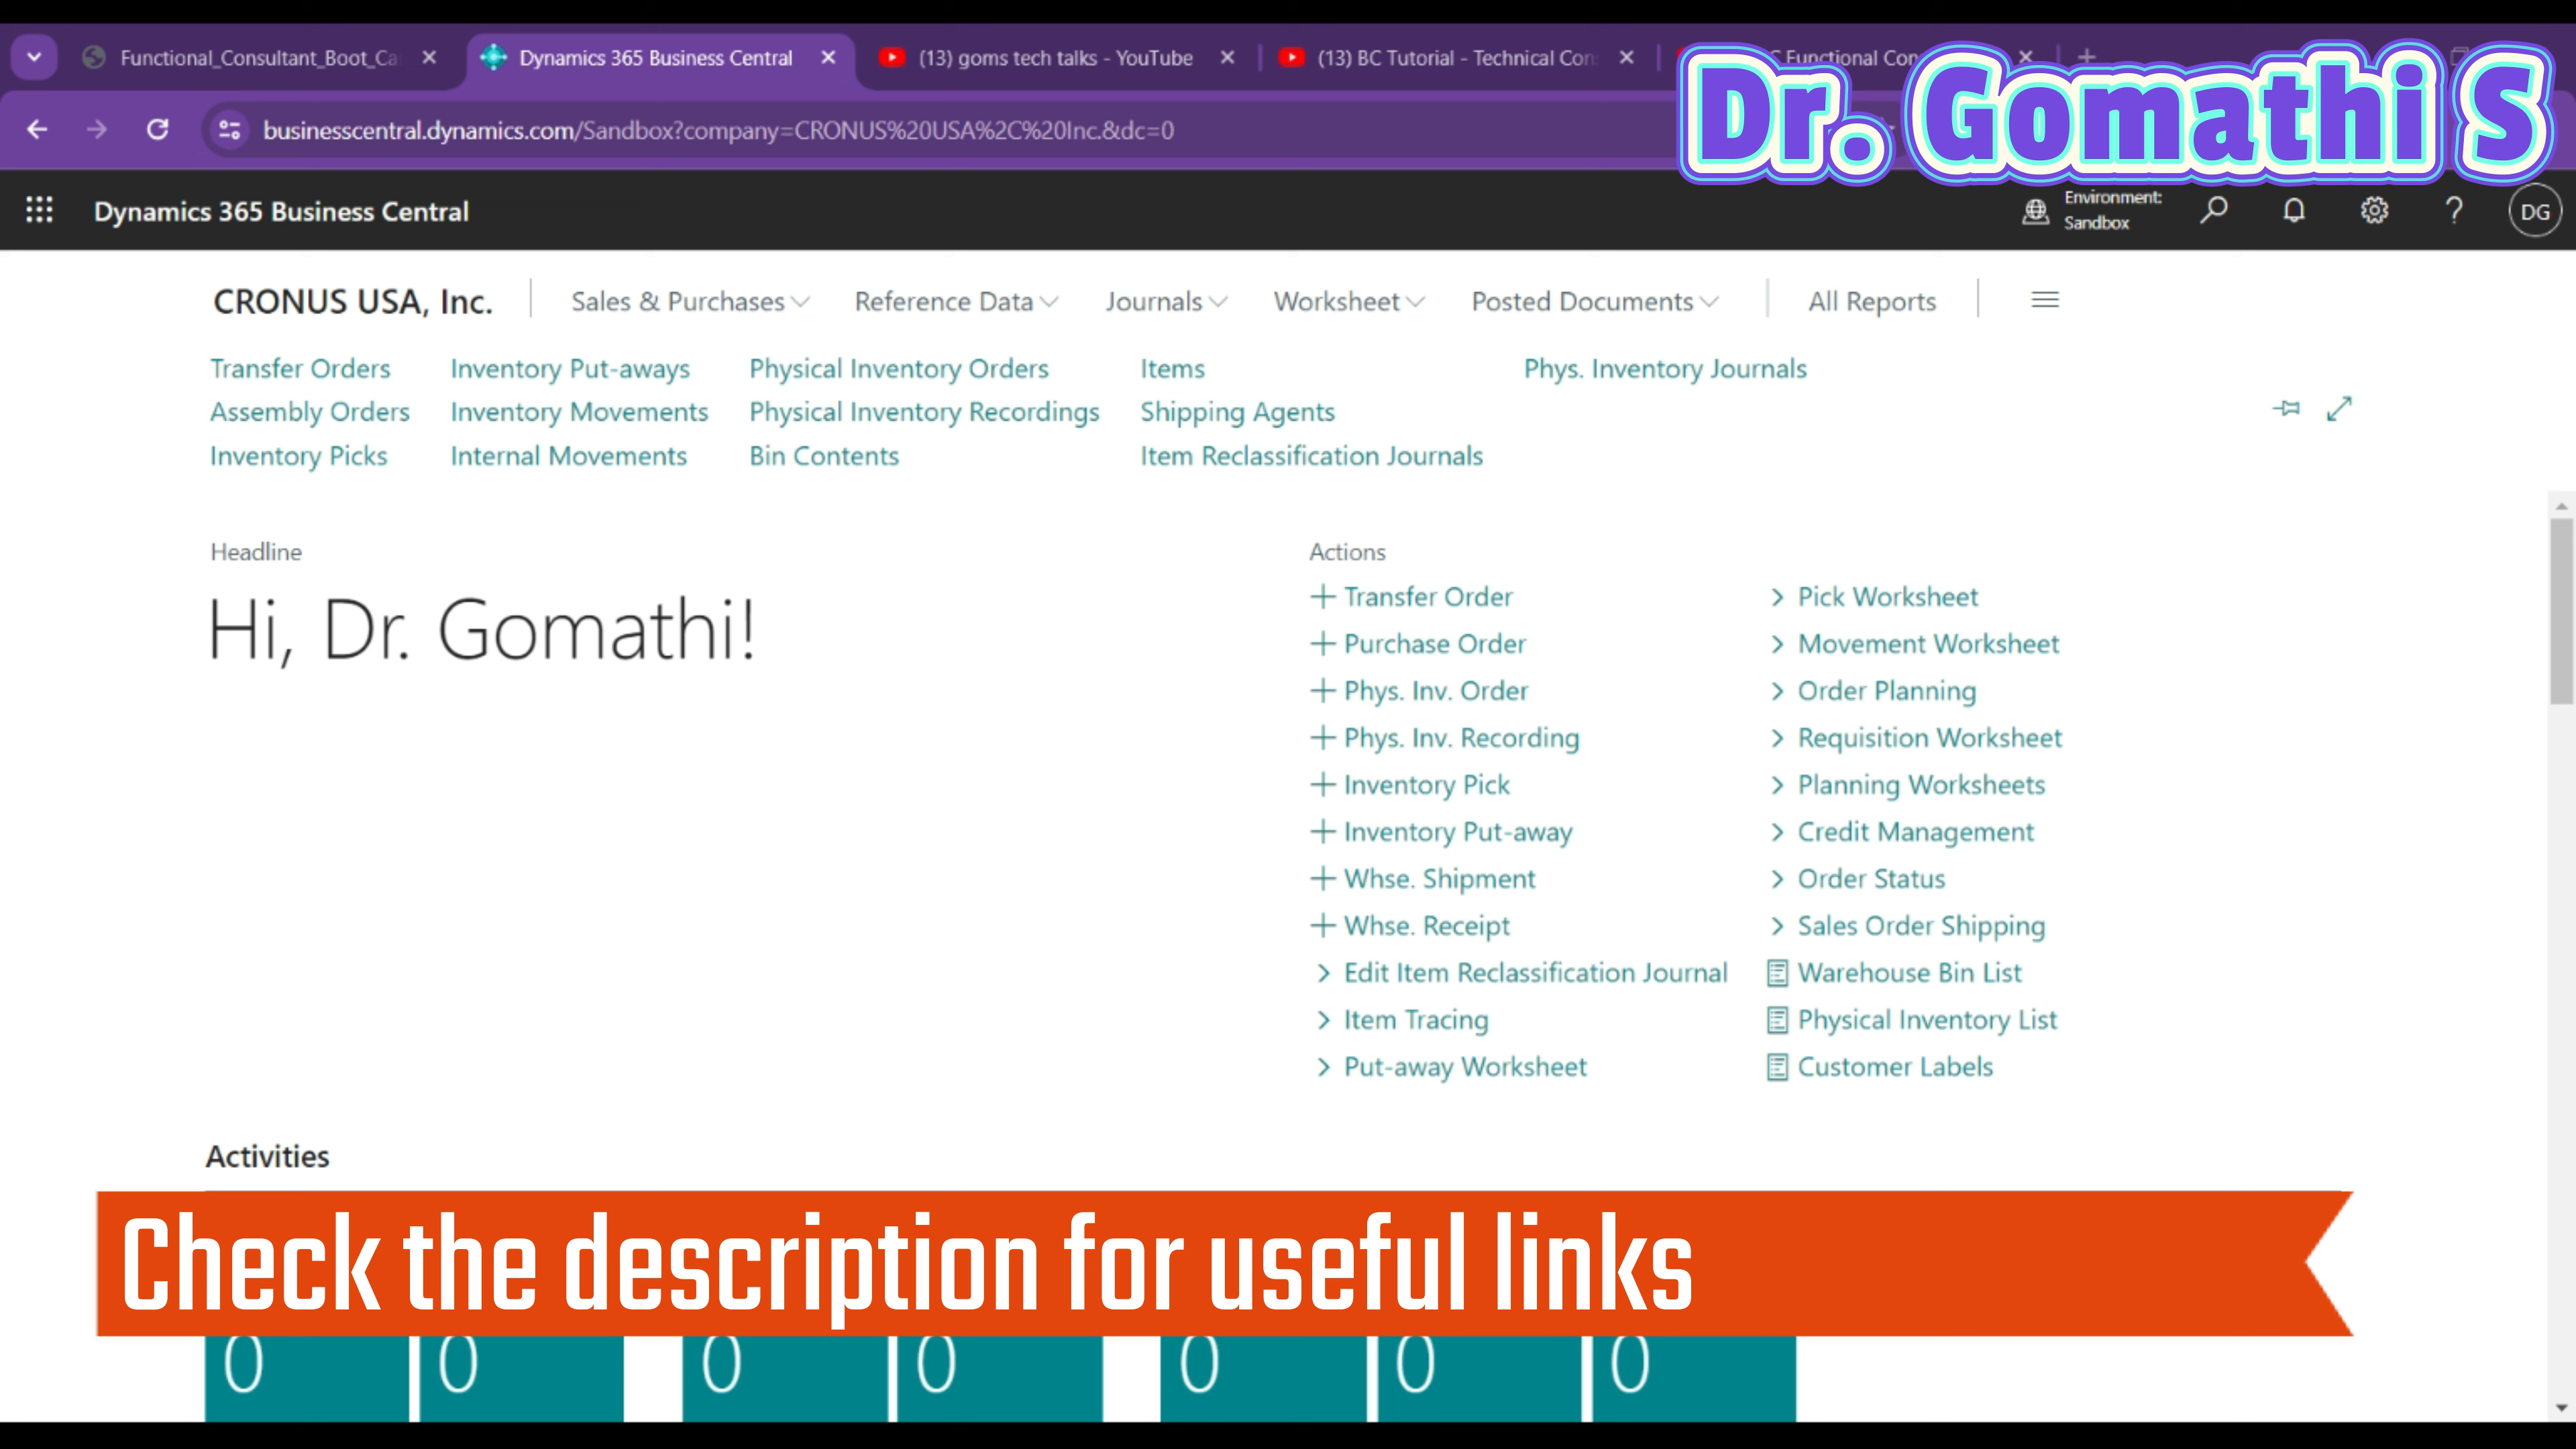 Functional_Consultant_Boot_Ca
Dynamics 365 Business Central
(13) goms tech talks - YouTube
(13) BC Tutorial - Technical Con
C Functional Con
Dr. Gomathi S
businesscentral.dynamics.com/Sandbox?company=CRONUS%20USA%2C%20Inc.&dc=0
Dynamics 365 Business Central
Environment:
Sandbox
DG
CRONUS USA, Inc.
Sales & Purchases
Reference Data
Journals
Worksheet
Posted Documents
All Reports
Transfer Orders
Inventory Put-aways
Physical Inventory Orders
Items
Phys. Inventory Journals
Assembly Orders
Inventory Movements
Physical Inventory Recordings
Shipping Agents
Inventory Picks
Internal Movements
Bin Contents
Item Reclassification Journals
Headline
Hi, Dr. Gomathi!
Actions
Transfer Order
Purchase Order
Phys. Inv. Order
Phys. Inv. Recording
Inventory Pick
Inventory Put-away
Whse. Shipment
Whse. Receipt
Edit Item Reclassification Journal
Item Tracing
Put-away Worksheet
Pick Worksheet
Movement Worksheet
Order Planning
Requisition Worksheet
Planning Worksheets
Credit Management
Order Status
Sales Order Shipping
Warehouse Bin List
Physical Inventory List
Customer Labels
Activities
Check the description for useful links
0
0
0
0
0
0
0